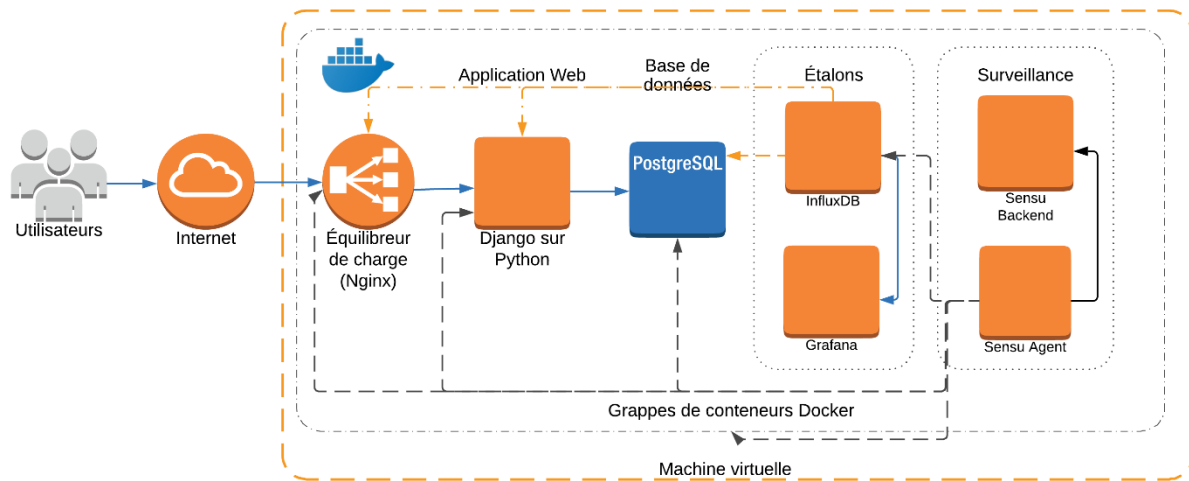 Application Web
Base de
données
Étalons
Surveillance
PostgreSQL
InfluxDB
Sensu
Backend
Utilisateurs
Internet
Équilibreur
de charge
(Nginx)
Django sur
Python
Grafana
Sensu Agent
Grappes de conteneurs Docker
Machine virtuelle